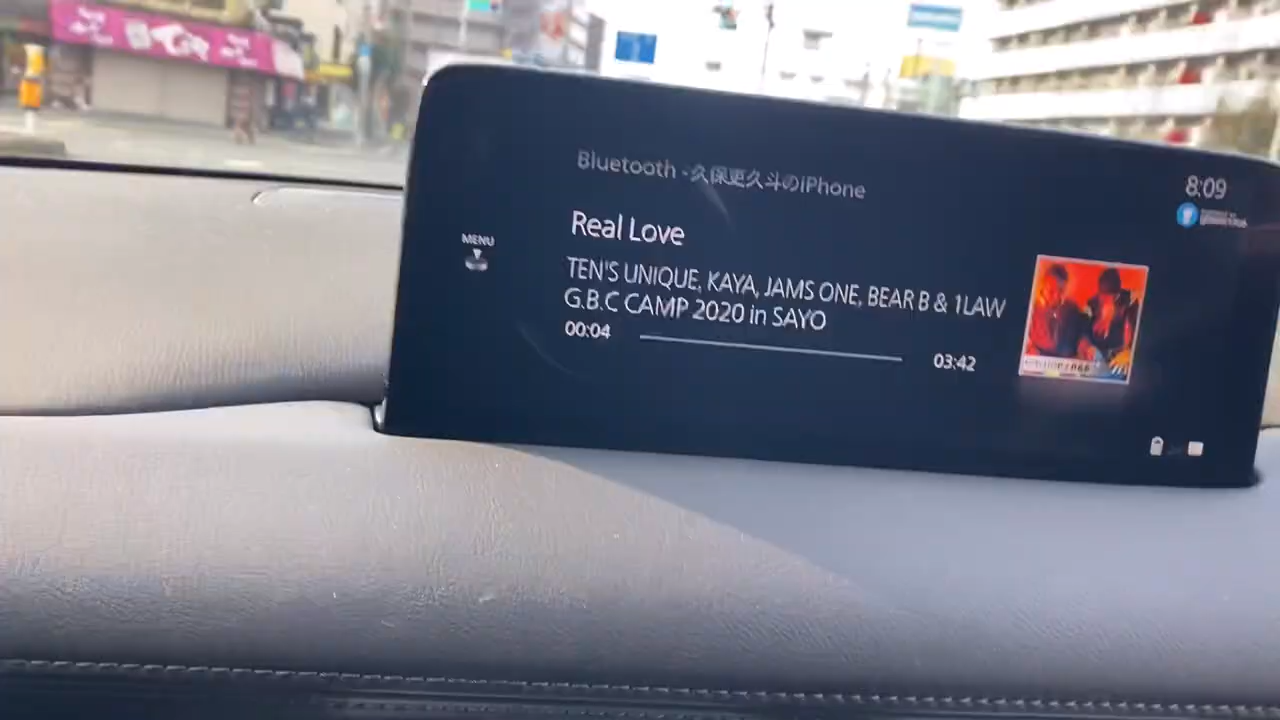 Bluetooth - 久保更久斗のiPhone
8:09
MENU
Real Love
TEN'S UNIQUE, KAYA, JAMS ONE, BEAR B & 1LAW
G.B.C CAMP 2020 in SAYO
00:04
03:42